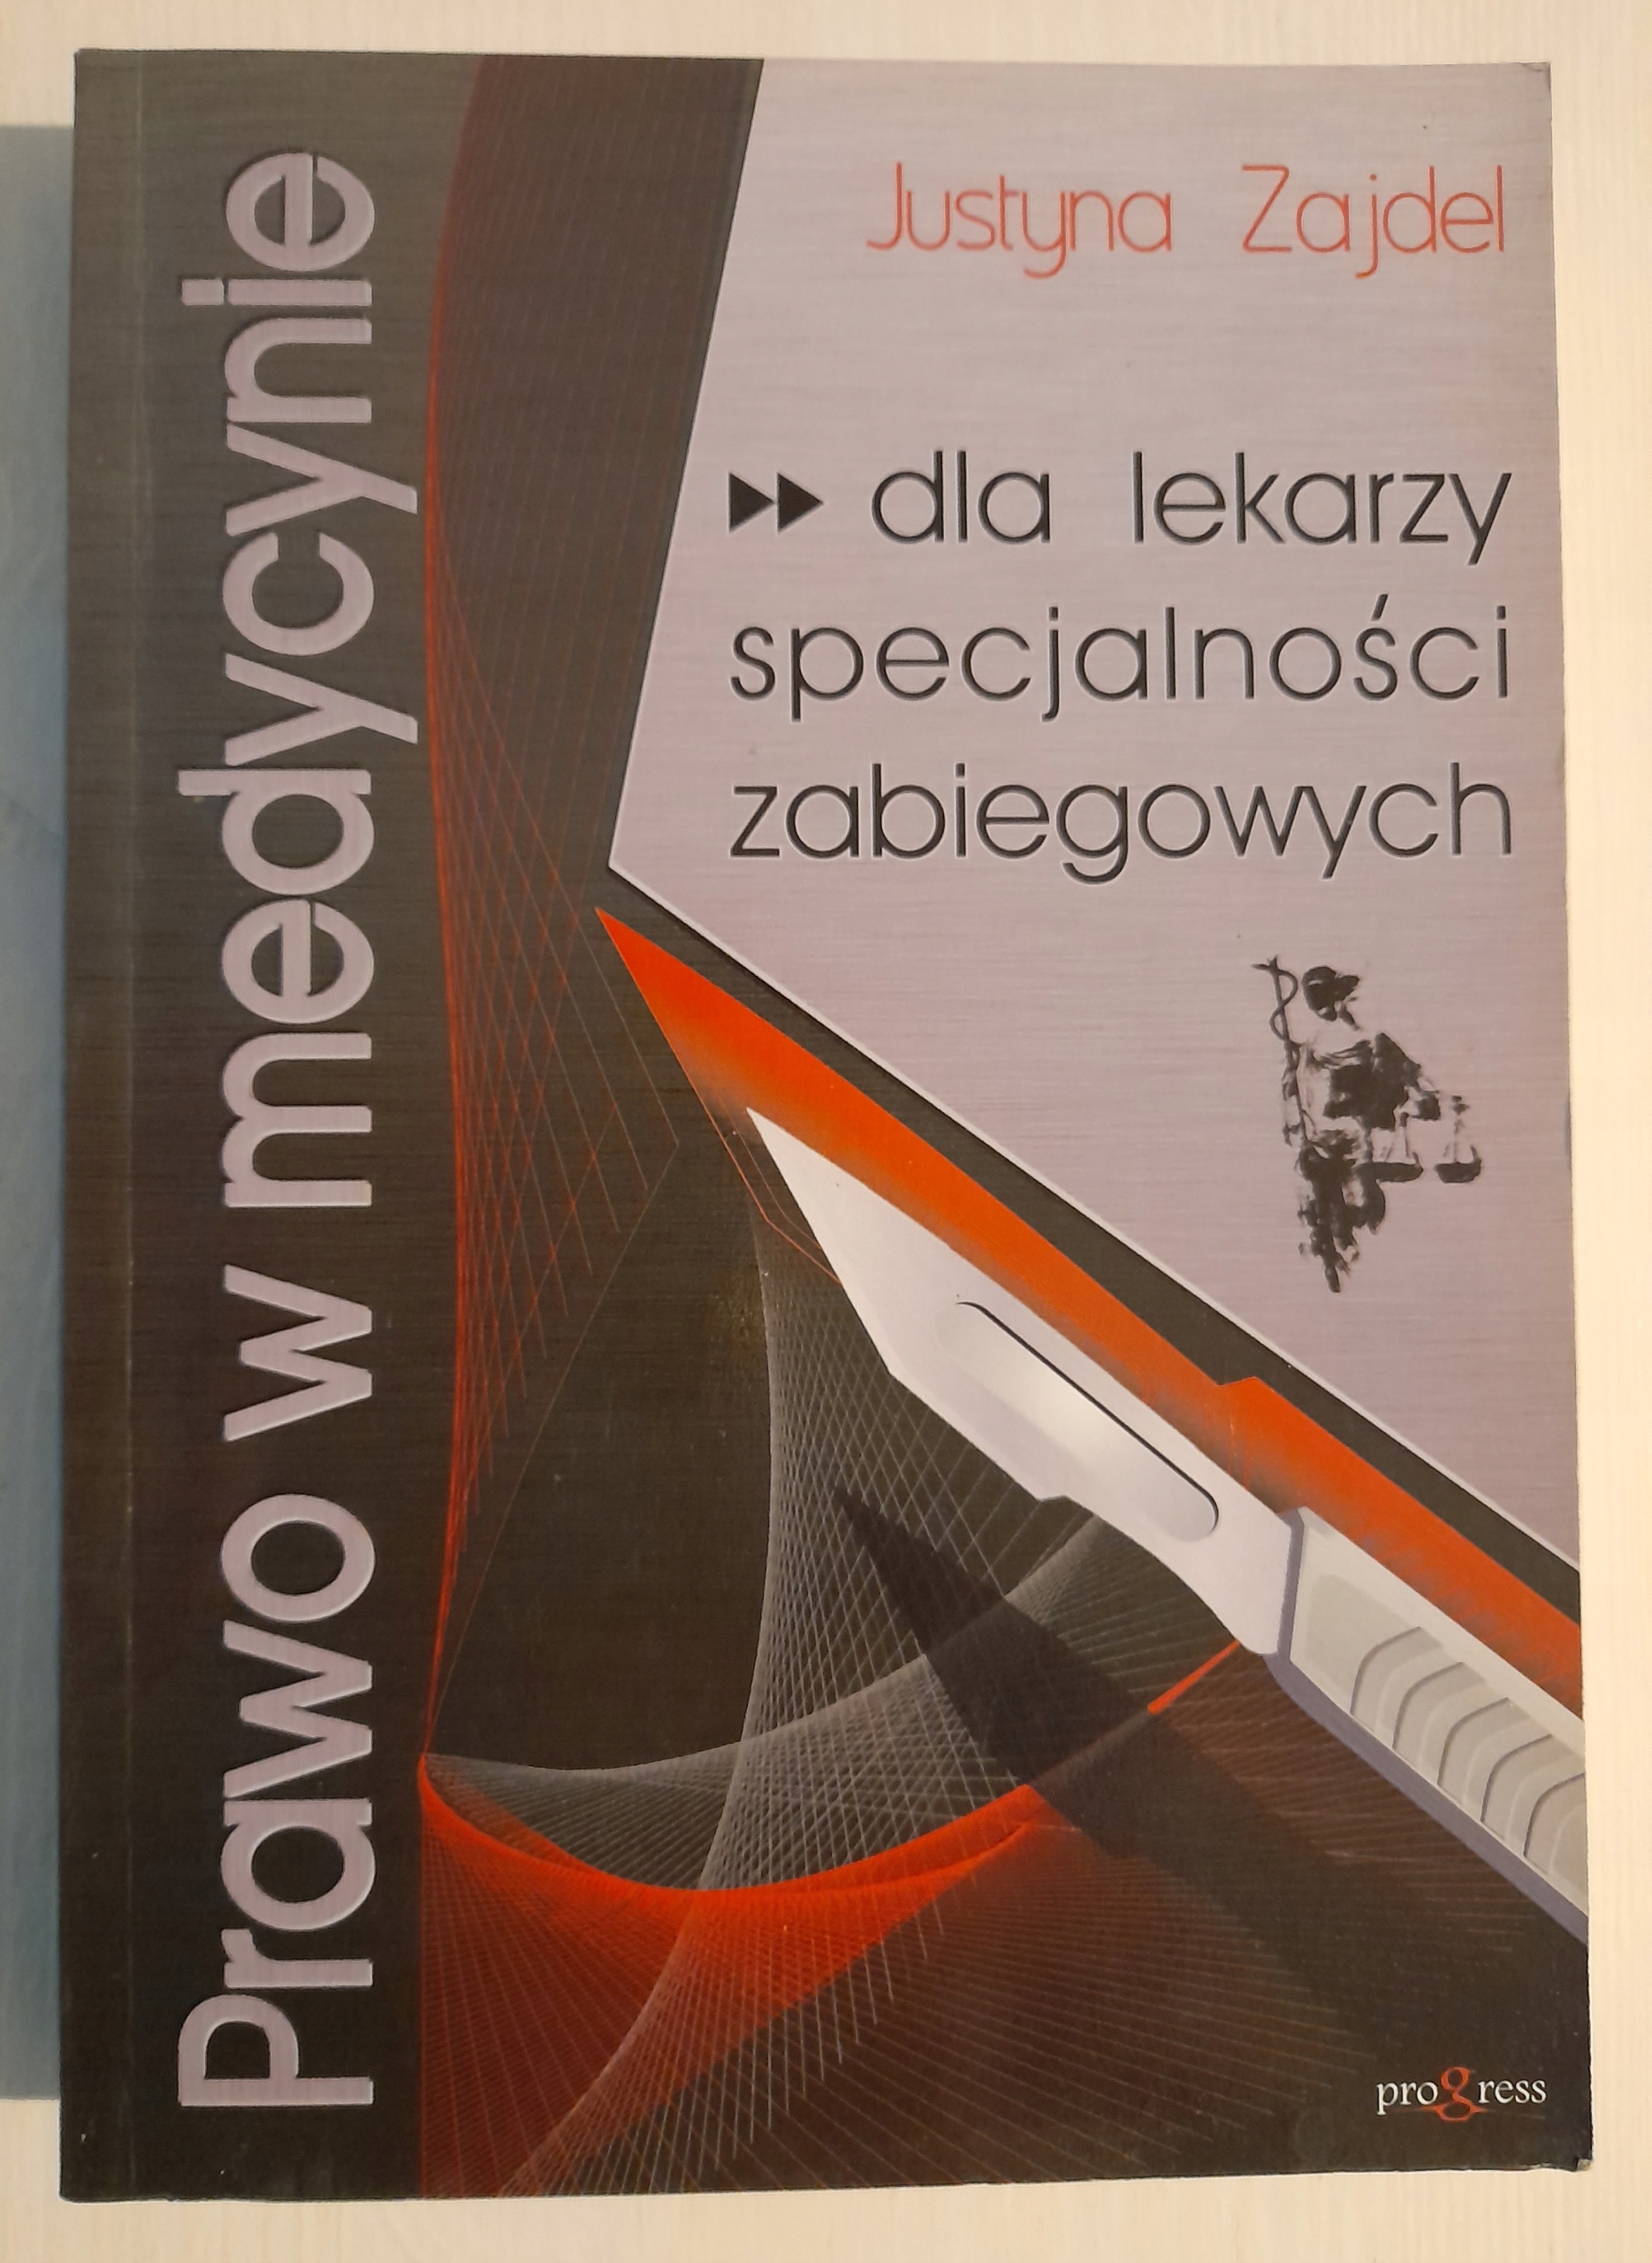 Prawo w medycynie
Justyna Zajdel
dla lekarzy
specjalności
zabiegowych
progress